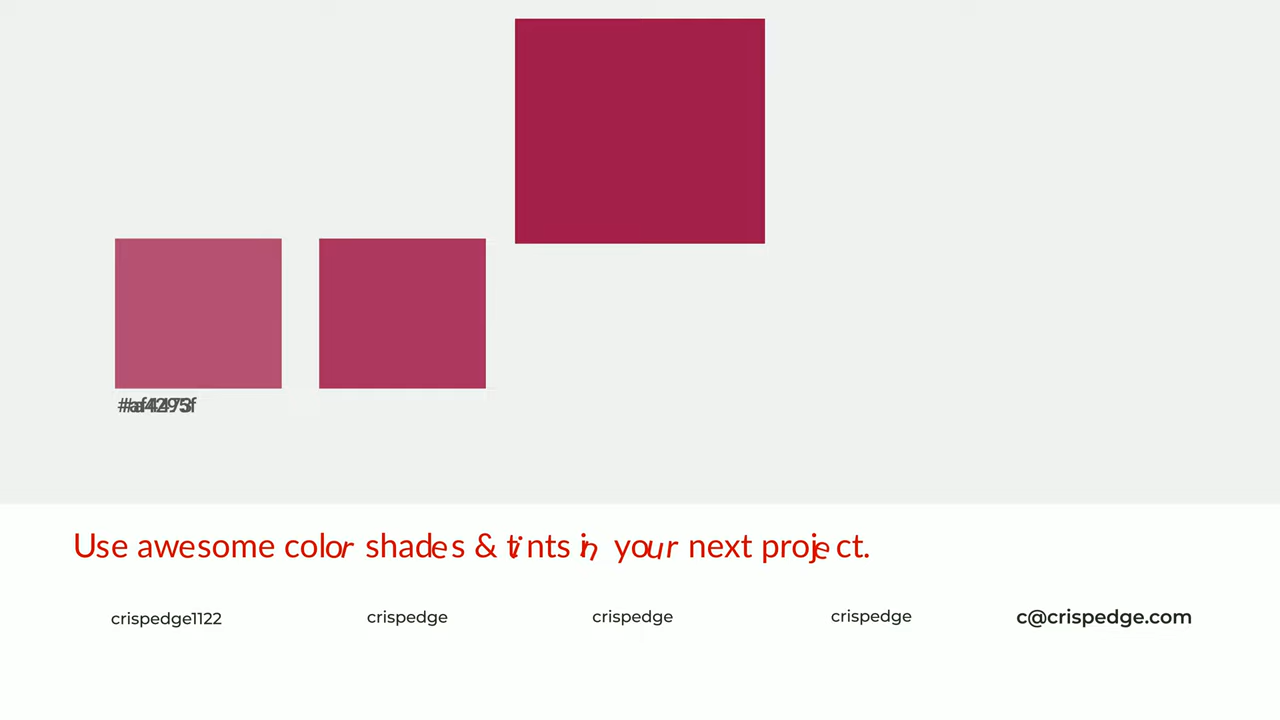 Use awesome color shades & tints in your next project.
crispedge1122 crispedge crispedge crispedge c@crispedge.com